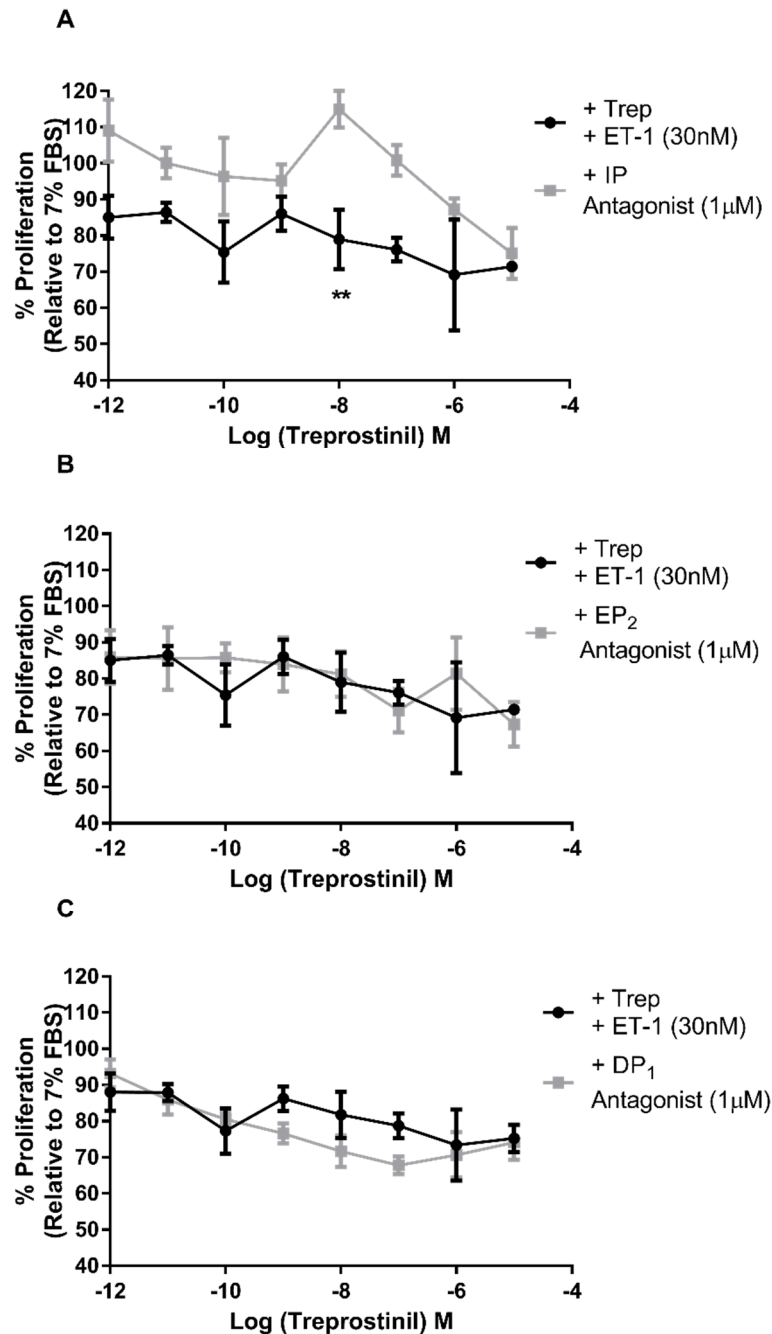 A
% Proliferation
(Relative to 7% FBS)
120
110
100
90
80
70
60
50
40
-12
-10
-8
-6
-4
**
Log (Treprostinil) M
+ Trep
+ ET-1 (30nM)
+ IP
Antagonist (1µM)
B
% Proliferation
(Relative to 7% FBS)
120
110
100
90
80
70
60
50
40
-12
-10
-8
-6
-4
Log (Treprostinil) M
+ Trep
+ ET-1 (30nM)
+ EP₂
Antagonist (1µM)
C
% Proliferation
(Relative to 7% FBS)
120
110
100
90
80
70
60
50
40
-12
-10
-8
-6
-4
Log (Treprostinil) M
+ Trep
+ ET-1 (30nM)
+ DP₁
Antagonist (1µM)